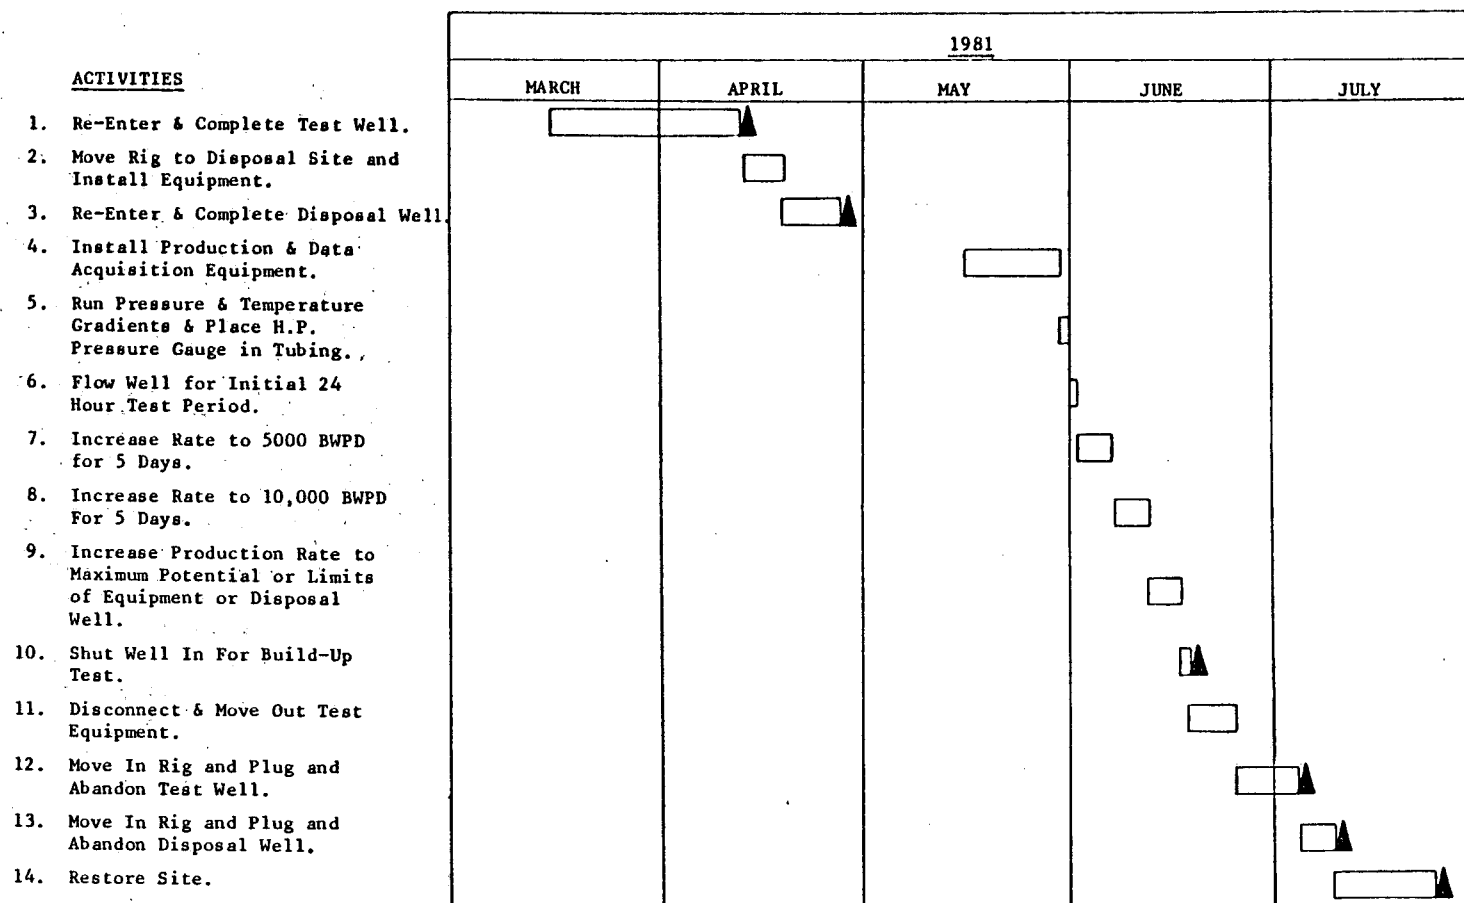 1981
ACTIVITIES
MARCH APRIL MAY JUNE JULY
1. Re-Enter & Complete Test Well.
2. Move Rig to Disposal Site and
Install Equipment.
3. Re-Enter & Complete Disposal Well.
4. Install Production & Data
Acquisition Equipment.
5. Run Pressure & Temperature
Gradients & Place H.P.
Pressure Gauge in Tubing.
6. Flow Well for Initial 24
Hour Test Period.
7. Increase Rate to 5000 BWPD
for 5 Days.
8. Increase Rate to 10,000 BWPD
For 5 Days.
9. Increase Production Rate to
Maximum Potential or Limits
of Equipment or Disposal
Well.
10. Shut Well In For Build-Up
Test.
11. Disconnect & Move Out Test
Equipment.
12. Move In Rig and Plug and
Abandon Test Well.
13. Move In Rig and Plug and
Abandon Disposal Well.
14. Restore Site.